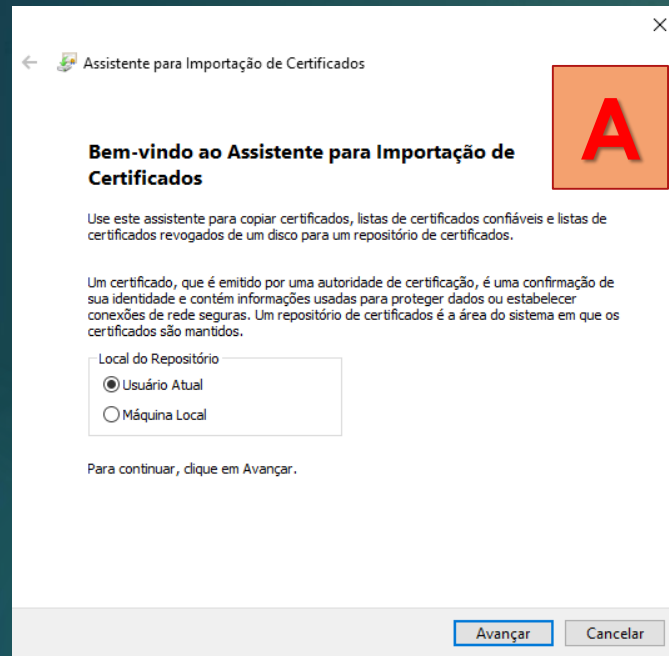 Assistente para Importação de Certificados
A
Bem-vindo ao Assistente para Importação de
Certificados
Use este assistente para copiar certificados, listas de certificados confiáveis e listas de
certificados revogados de um disco para um repositório de certificados.
Um certificado, que é emitido por uma autoridade de certificação, é uma confirmação de
sua identidade e contém informações usadas para proteger dados ou estabelecer
conexões de rede seguras. Um repositório de certificados é a área do sistema em que os
certificados são mantidos.
Local do Repositório
Usuário Atual
Máquina Local
Para continuar, clique em Avançar.
Avançar Cancelar